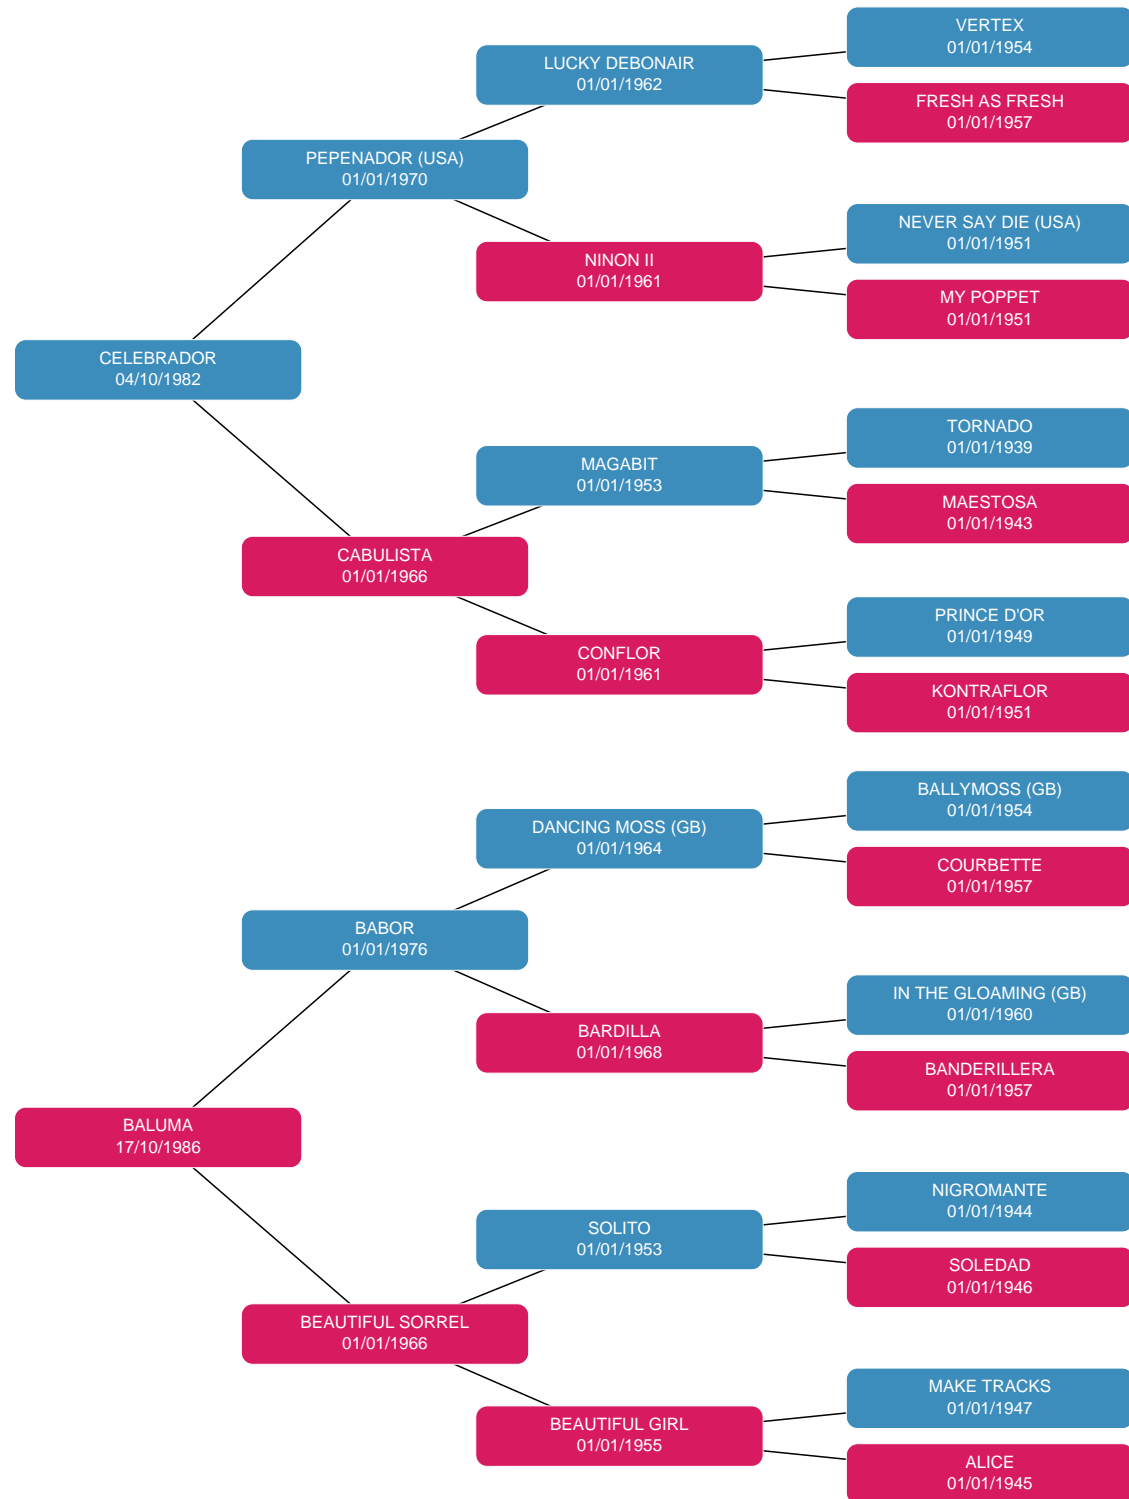 VERTEX
01/01/1954
LUCKY DEBONAIR
01/01/1962
FRESH AS FRESH
01/01/1957
PEPENADOR (USA)
01/01/1970
NEVER SAY DIE (USA)
01/01/1951
NINON II
01/01/1961
MY POPPET
01/01/1951
CELEBRADOR
04/10/1982
TORNADO
01/01/1939
MAGABIT
01/01/1953
MAESTOSA
01/01/1943
CABULISTA
01/01/1966
PRINCE D'OR
01/01/1949
CONFLOR
01/01/1961
KONTRAFLOR
01/01/1951
BALLYMOSS (GB)
01/01/1954
DANCING MOSS (GB)
01/01/1964
COURBETTE
01/01/1957
BABOR
01/01/1976
IN THE GLOAMING (GB)
01/01/1960
BARDILLA
01/01/1968
BANDERILLERA
01/01/1957
BALUMA
17/10/1986
NIGROMANTE
01/01/1944
SOLITO
01/01/1953
SOLEDAD
01/01/1946
BEAUTIFUL SORREL
01/01/1966
MAKE TRACKS
01/01/1947
BEAUTIFUL GIRL
01/01/1955
ALICE
01/01/1945